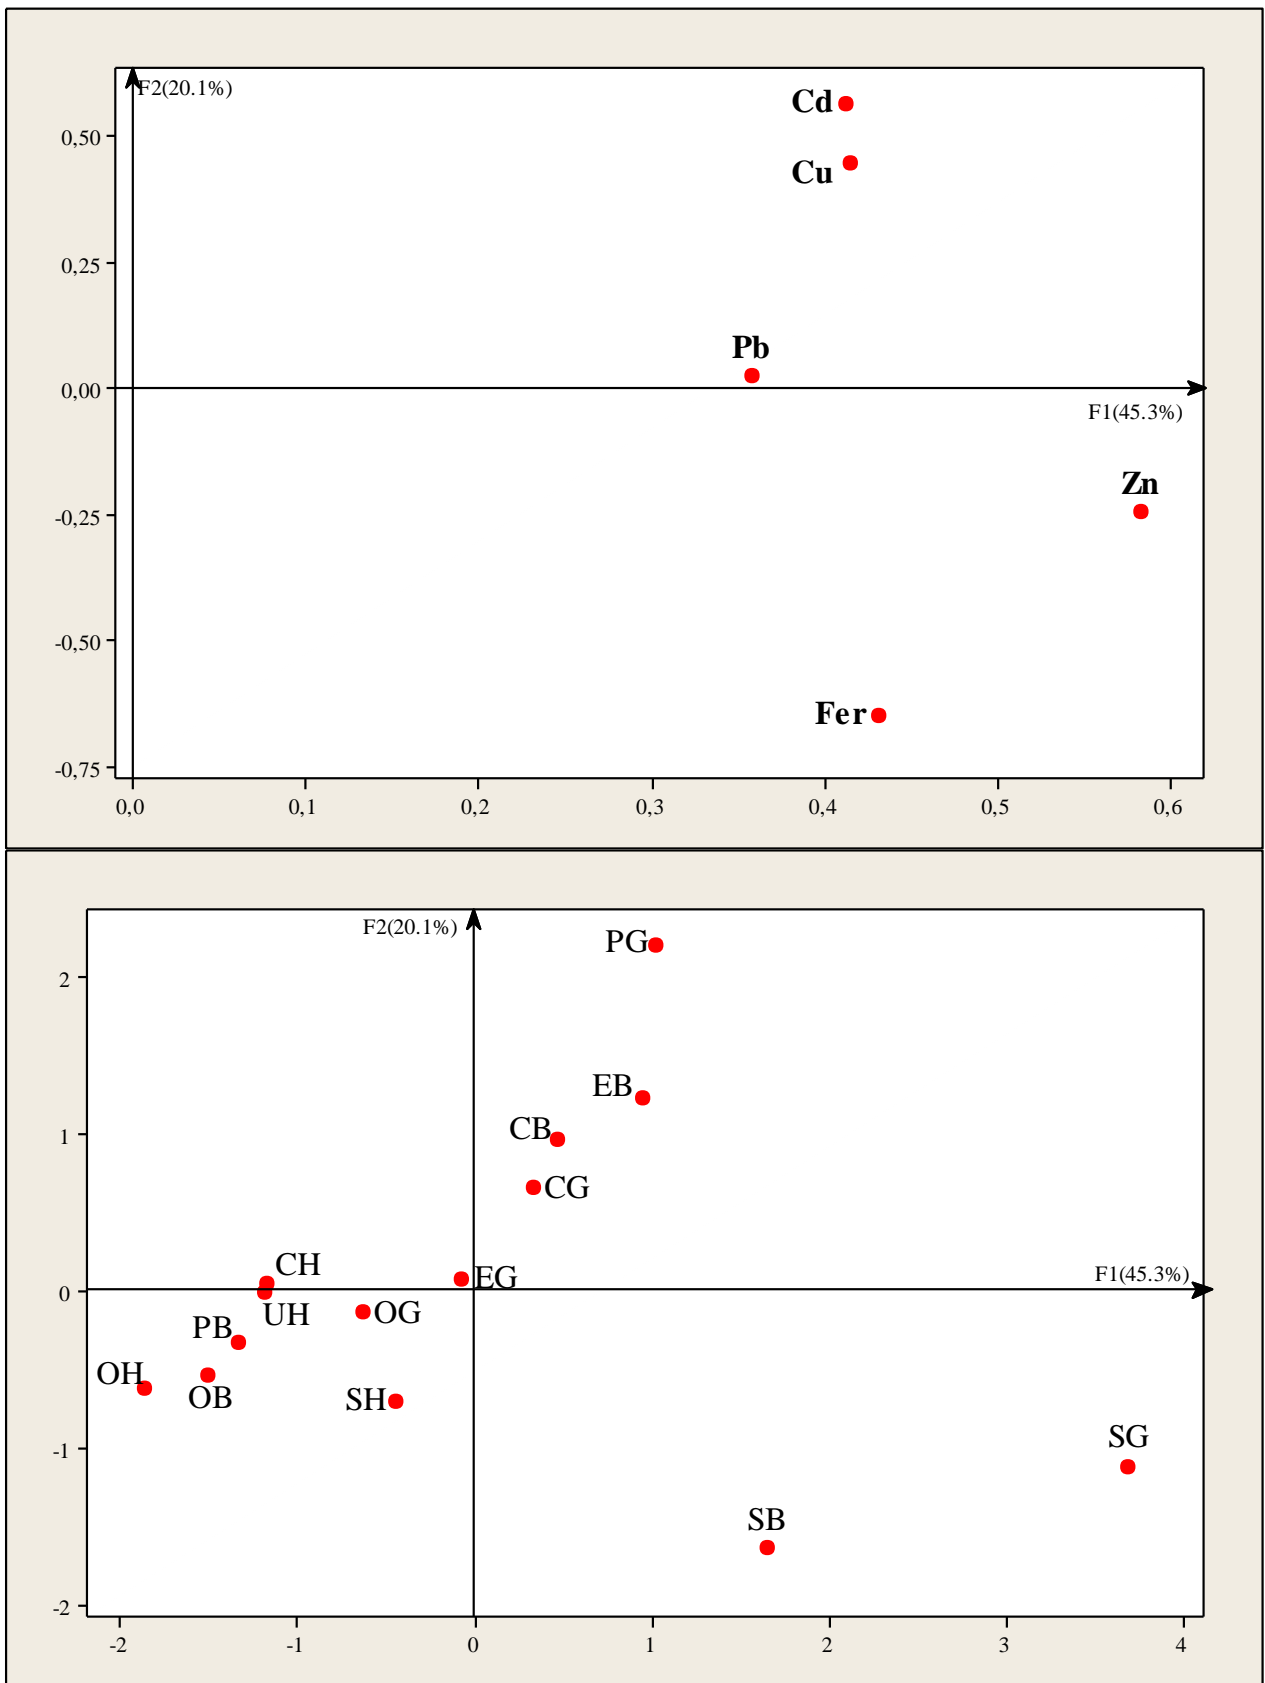 F2(20.1%)
Cd
0,50
Cu
0,25
Pb
0,00
F1(45.3%)
Zn
-0,25
-0,50
Fer
-0,75
0,0 0,1 0,2 0,3 0,4 0,5 0,6
F2(20.1%)
PG
2
EB
CB
1
CG
CH
EG
F1(45.3%)
0
UH
OG
PB
OH
OB
SH
SG
-1
SB
-2
-2 -1 0 1 2 3 4